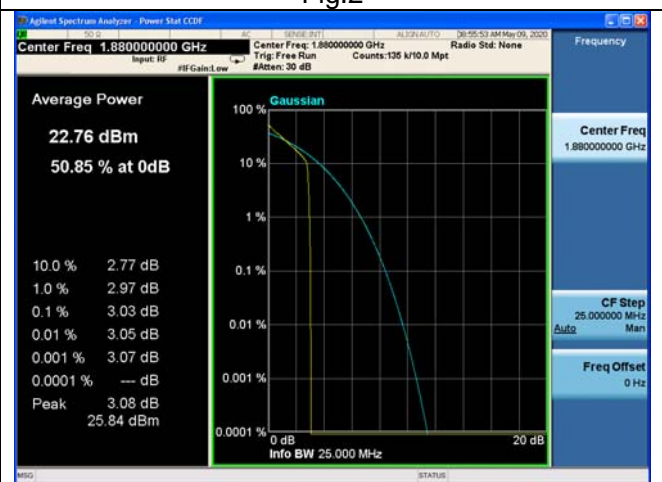 Fig.2
Agilent Spectrum Analyzer - Power Stat CCDF
50 Ω AC SENSE:INT ALIGN AUTO 08:55:53 AM May 09, 2020
Center Freq 1.880000000 GHz
Input: RF
#IFGain:Low
Center Freq: 1.880000000 GHz
Radio Std: None
Trig: Free Run
Counts:135 k/10.0 Mpt
#Atten: 30 dB
Frequency
Average Power
22.76 dBm
50.85 % at 0dB
10.0 % 2.77 dB
1.0 % 2.97 dB
0.1 % 3.03 dB
0.01 % 3.05 dB
0.001 % 3.07 dB
0.0001 % --- dB
Peak 3.08 dB
25.84 dBm
Gaussian
100 %
10 %
1 %
0.1 %
0.01 %
0.001 %
0.0001 %
0 dB
20 dB
Info BW 25.000 MHz
Center Freq
1.880000000 GHz
CF Step
25.000000 MHz
Auto Man
Freq Offset
0 Hz
MSG
STATUS